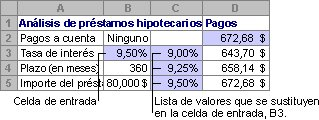 A B C D
1 Análisis de préstamos hipotecarios Pagos
2 Pagos a cuenta Ninguno 672,68 $
3 Tasa de interés 9,50% 9,00% 643,70 $
4 Plazo (en meses) 360 9,25% 658,14 $
5 Importe del présta 80,000 $ 9,50% 672,68 $
Celda de entrada Lista de valores que se sustituyen
en la celda de entrada, B3.